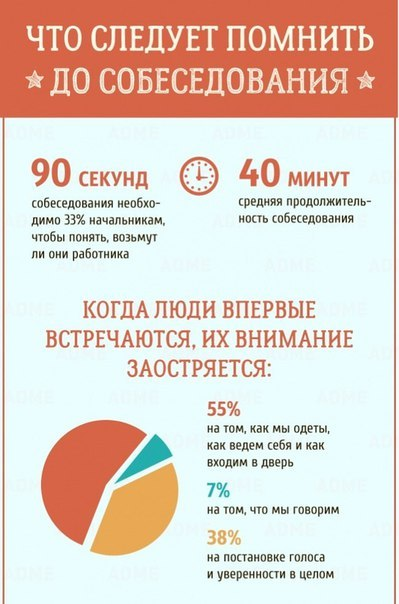 ЧТО СЛЕДУЕТ ПОМНИТЬ
ДО СОБЕСЕДОВАНИЯ
90 СЕКУНД
собеседования необхо-
димо 33% начальникам,
чтобы понять, возьмут
ли они работника
40 МИНУТ
средняя продолжитель-
ность собеседования
КОГДА ЛЮДИ ВПЕРВЫЕ
ВСТРЕЧАЮТСЯ, ИХ ВНИМАНИЕ
ЗАОСТРЯЕТСЯ:
55%
на том, как мы одеты,
как ведем себя и как
входим в дверь
7%
на том, что мы говорим
38%
на постановке голоса
и уверенности в целом
ADME